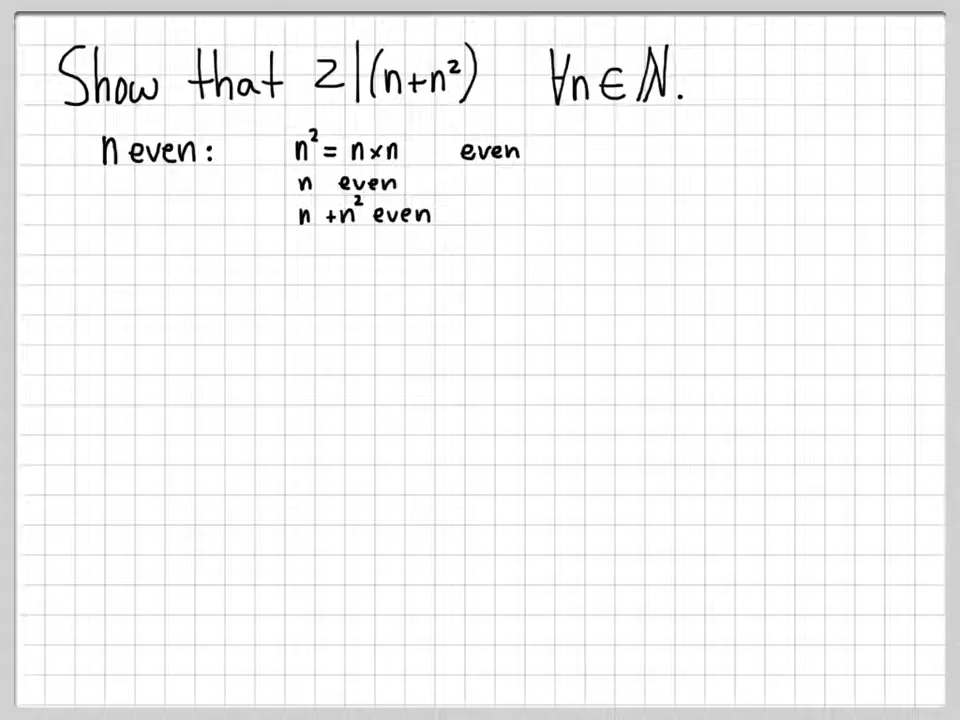 Show that 2|(n+n²) ∀n∈ℕ.
n even: n² = n×n even
n even
n +n² even